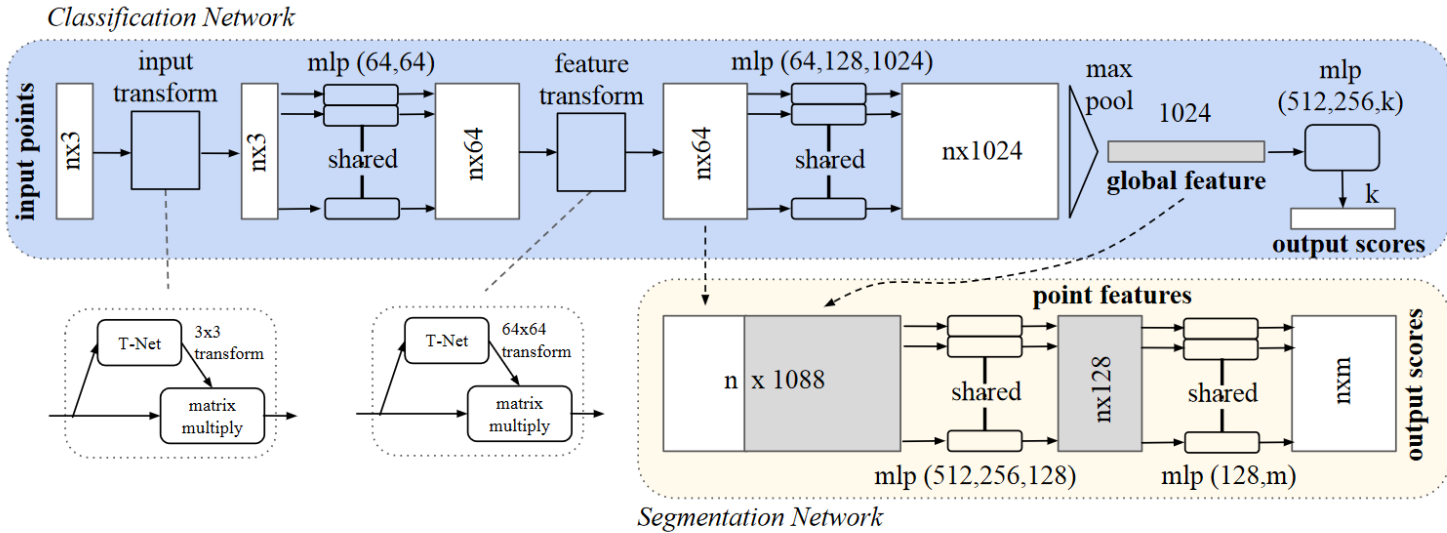 Classification Network
input points
nx3
input
transform
nx3
mlp (64,64)
shared
nx64
feature
transform
nx64
mlp (64,128,1024)
shared
nx1024
max
pool
1024
global feature
mlp
(512,256,k)
k
output scores
T-Net
3x3
transform
matrix
multiply
T-Net
64x64
transform
matrix
multiply
point features
n x 1088
shared
mlp (512,256,128)
nx128
shared
mlp (128,m)
nxm
output scores
Segmentation Network